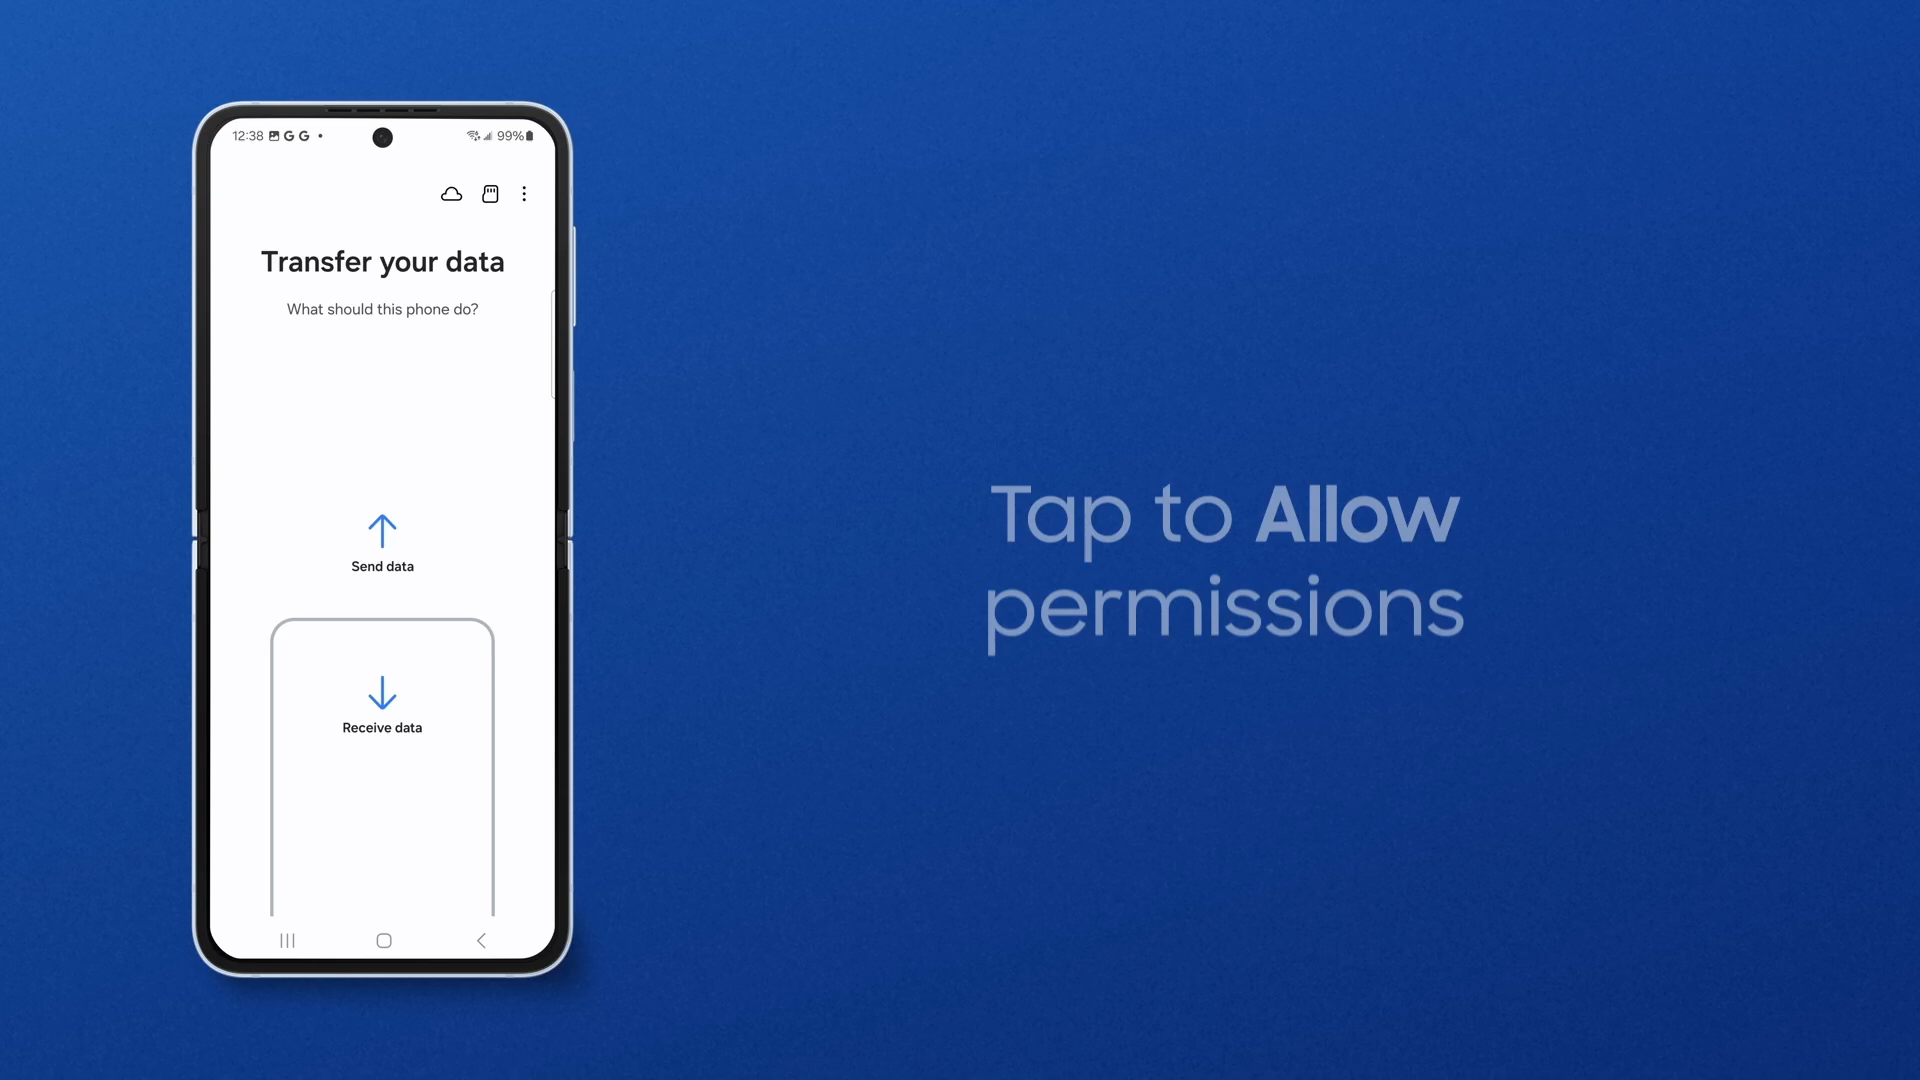 12:38 G G • 99%
Transfer your data
What should this phone do?
Send data
Receive data
Tap to Allow
permissions